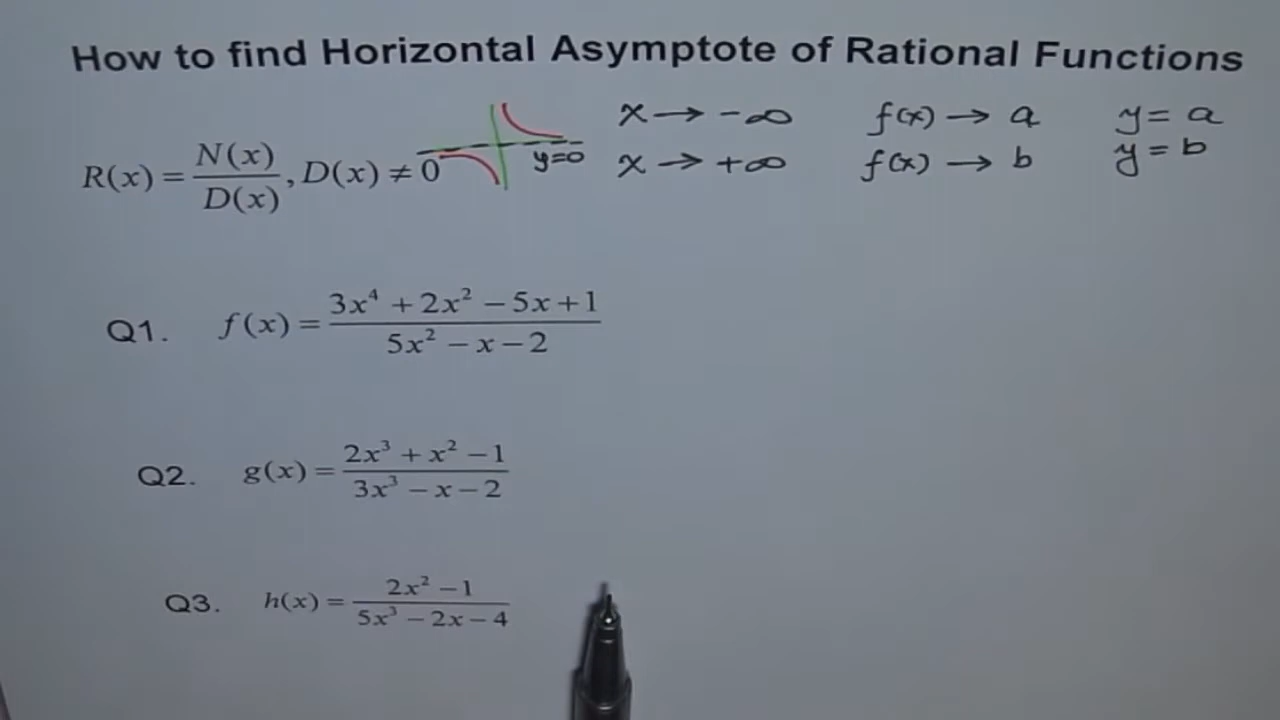 How to find Horizontal Asymptote of Rational Functions
x → -∞ f(x) → a y = a
R(x) = N(x)/D(x), D(x) ≠ 0 y=0 x → +∞ f(x) → b y = b
Q1. f(x) = (3x⁴ + 2x² − 5x + 1)/(5x² − x − 2)
Q2. g(x) = (2x³ + x² − 1)/(3x³ − x − 2)
Q3. h(x) = (2x² − 1)/(5x³ − 2x − 4)